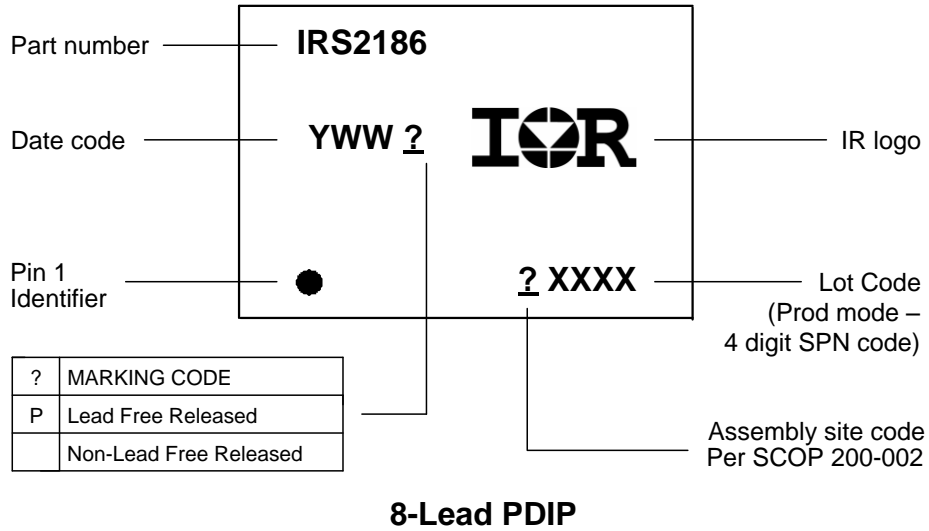 Part number
IRS2186
Date code
YWW ?
IOR
IR logo
Pin 1
Identifier
? XXXX
Lot Code
(Prod mode –
4 digit SPN code)
? MARKING CODE
P Lead Free Released
Non-Lead Free Released
Assembly site code
Per SCOP 200-002
8-Lead PDIP